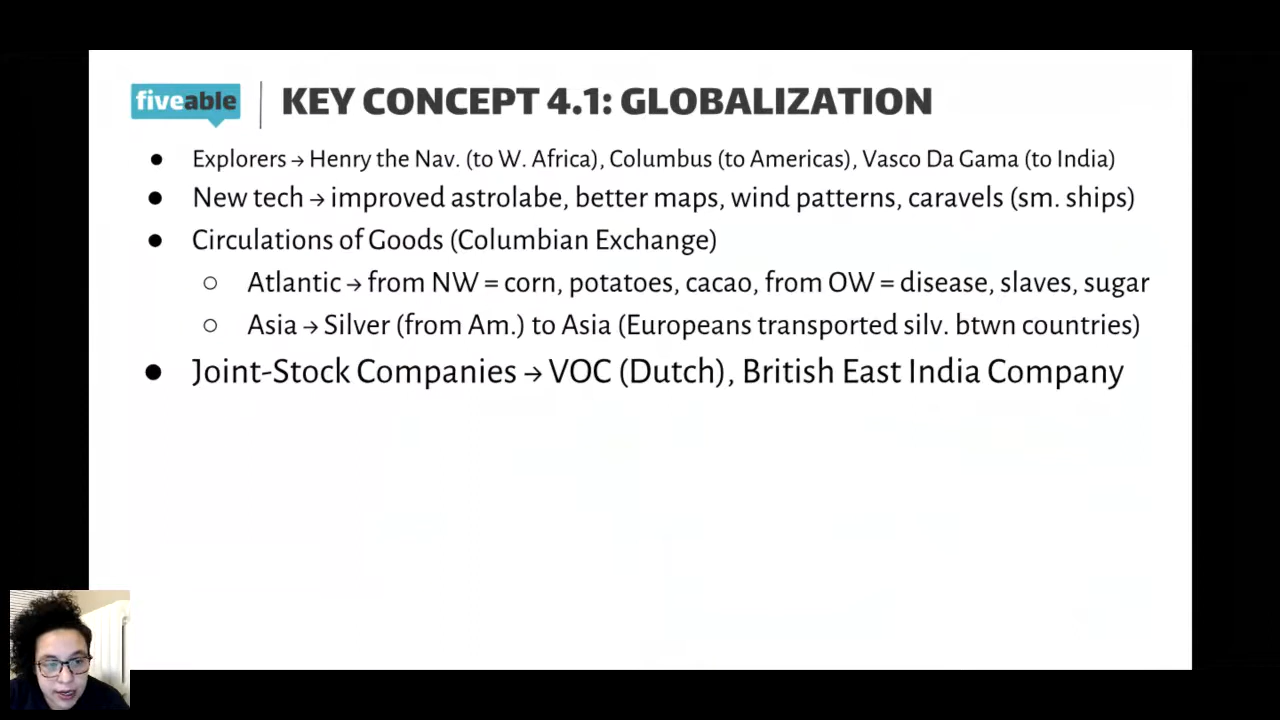 fiveable
KEY CONCEPT 4.1: GLOBALIZATION
● Explorers → Henry the Nav. (to W. Africa), Columbus (to Americas), Vasco Da Gama (to India)
● New tech → improved astrolabe, better maps, wind patterns, caravels (sm. ships)
● Circulations of Goods (Columbian Exchange)
○ Atlantic → from NW = corn, potatoes, cacao, from OW = disease, slaves, sugar
○ Asia → Silver (from Am.) to Asia (Europeans transported silv. btwn countries)
● Joint-Stock Companies → VOC (Dutch), British East India Company